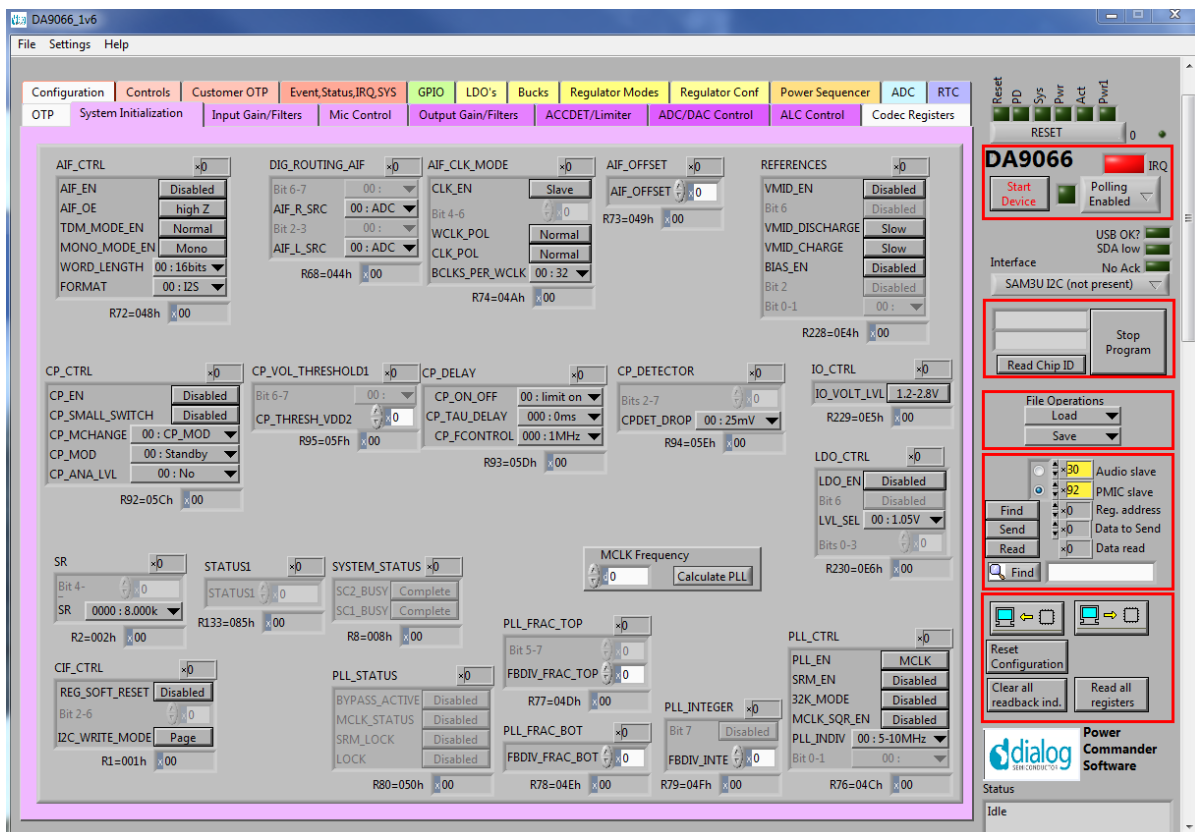 DA9066_1v6
File Settings Help
Configuration Controls Customer OTP Event,Status,IRQ,SYS GPIO LDO's Bucks Regulator Modes Regulator Conf Power Sequencer ADC RTC
OTP System Initialization Input Gain/Filters Mic Control Output Gain/Filters ACCDET/Limiter ADC/DAC Control ALC Control Codec Registers
AIF_CTRL x0
AIF_EN Disabled
AIF_OE high Z
TDM_MODE_EN Normal
MONO_MODE_EN Mono
WORD_LENGTH 00 : 16bits
FORMAT 00 : I2S
R72=048h x00
DIG_ROUTING_AIF x0
Bit 6-7 00 :
AIF_R_SRC 00 : ADC
Bit 2-3 00 :
AIF_L_SRC 00 : ADC
R68=044h x00
AIF_CLK_MODE x0
CLK_EN Slave
Bit 4-6 x0
WCLK_POL Normal
CLK_POL Normal
BCLKS_PER_WCLK 00 : 32
R74=04Ah x00
AIF_OFFSET x0
AIF_OFFSET x0
R73=049h x00
REFERENCES x0
VMID_EN Disabled
Bit 6 Disabled
VMID_DISCHARGE Slow
VMID_CHARGE Slow
BIAS_EN Disabled
Bit 2 Disabled
Bit 0-1 00 :
R228=0E4h x00
CP_CTRL x0
CP_EN Disabled
CP_SMALL_SWITCH Disabled
CP_MCHANGE 00 : CP_MOD
CP_MOD 00 : Standby
CP_ANA_LVL 00 : No
R92=05Ch x00
CP_VOL_THRESHOLD1 x0
Bit 6-7 00 :
CP_THRESH_VDD2 x0
R95=05Fh x00
CP_DELAY x0
CP_ON_OFF 00 : limit on
CP_TAU_DELAY 000 : 0ms
CP_FCONTROL 000 : 1MHz
R93=05Dh x00
CP_DETECTOR x0
Bits 2-7 x0
CPDET_DROP 00 : 25mV
R94=05Eh x00
IO_CTRL x0
IO_VOLT_LVL 1.2-2.8V
R229=0E5h x00
LDO_CTRL x0
LDO_EN Disabled
Bit 6 Disabled
LVL_SEL 00 : 1.05V
Bits 0-3 x0
R230=0E6h x00
SR x0
Bit 4- x0
SR 0000 : 8.000k
R2=002h x00
STATUS1 x0
STATUS1 x0
R133=085h x00
SYSTEM_STATUS x0
SC2_BUSY Complete
SC1_BUSY Complete
R8=008h x00
MCLK Frequency
x0 Calculate PLL
CIF_CTRL x0
REG_SOFT_RESET Disabled
Bit 2-6 x0
I2C_WRITE_MODE Page
R1=001h x00
PLL_STATUS x0
BYPASS_ACTIVE Disabled
MCLK_STATUS Disabled
SRM_LOCK Disabled
LOCK Disabled
R80=050h x00
PLL_FRAC_TOP x0
Bit 5-7 x0
FBDIV_FRAC_TOP x0
R77=04Dh x00
PLL_FRAC_BOT x0
FBDIV_FRAC_BOT x0
R78=04Eh x00
PLL_INTEGER x0
Bit 7 Disabled
FBDIV_INTE x0
R79=04Fh x00
PLL_CTRL x0
PLL_EN MCLK
SRM_EN Disabled
32K_MODE Disabled
MCLK_SQR_EN Disabled
PLL_INDIV 00 : 5-10MHz
Bit 0-1 00 :
R76=04Ch x00
Reset PD Sys Pwr Act Pwr1
RESET 0
DA9066 IRQ
Start Device
Polling Enabled
USB OK?
SDA low
Interface No Ack
SAM3U I2C (not present)
Read Chip ID
Stop Program
File Operations
Load
Save
x30 Audio slave
x92 PMIC slave
Find x0 Reg. address
Send x0 Data to Send
Read x0 Data read
Find
Reset Configuration
Clear all readback ind.
Read all registers
dialog SEMICONDUCTOR
Power Commander Software
Status
Idle